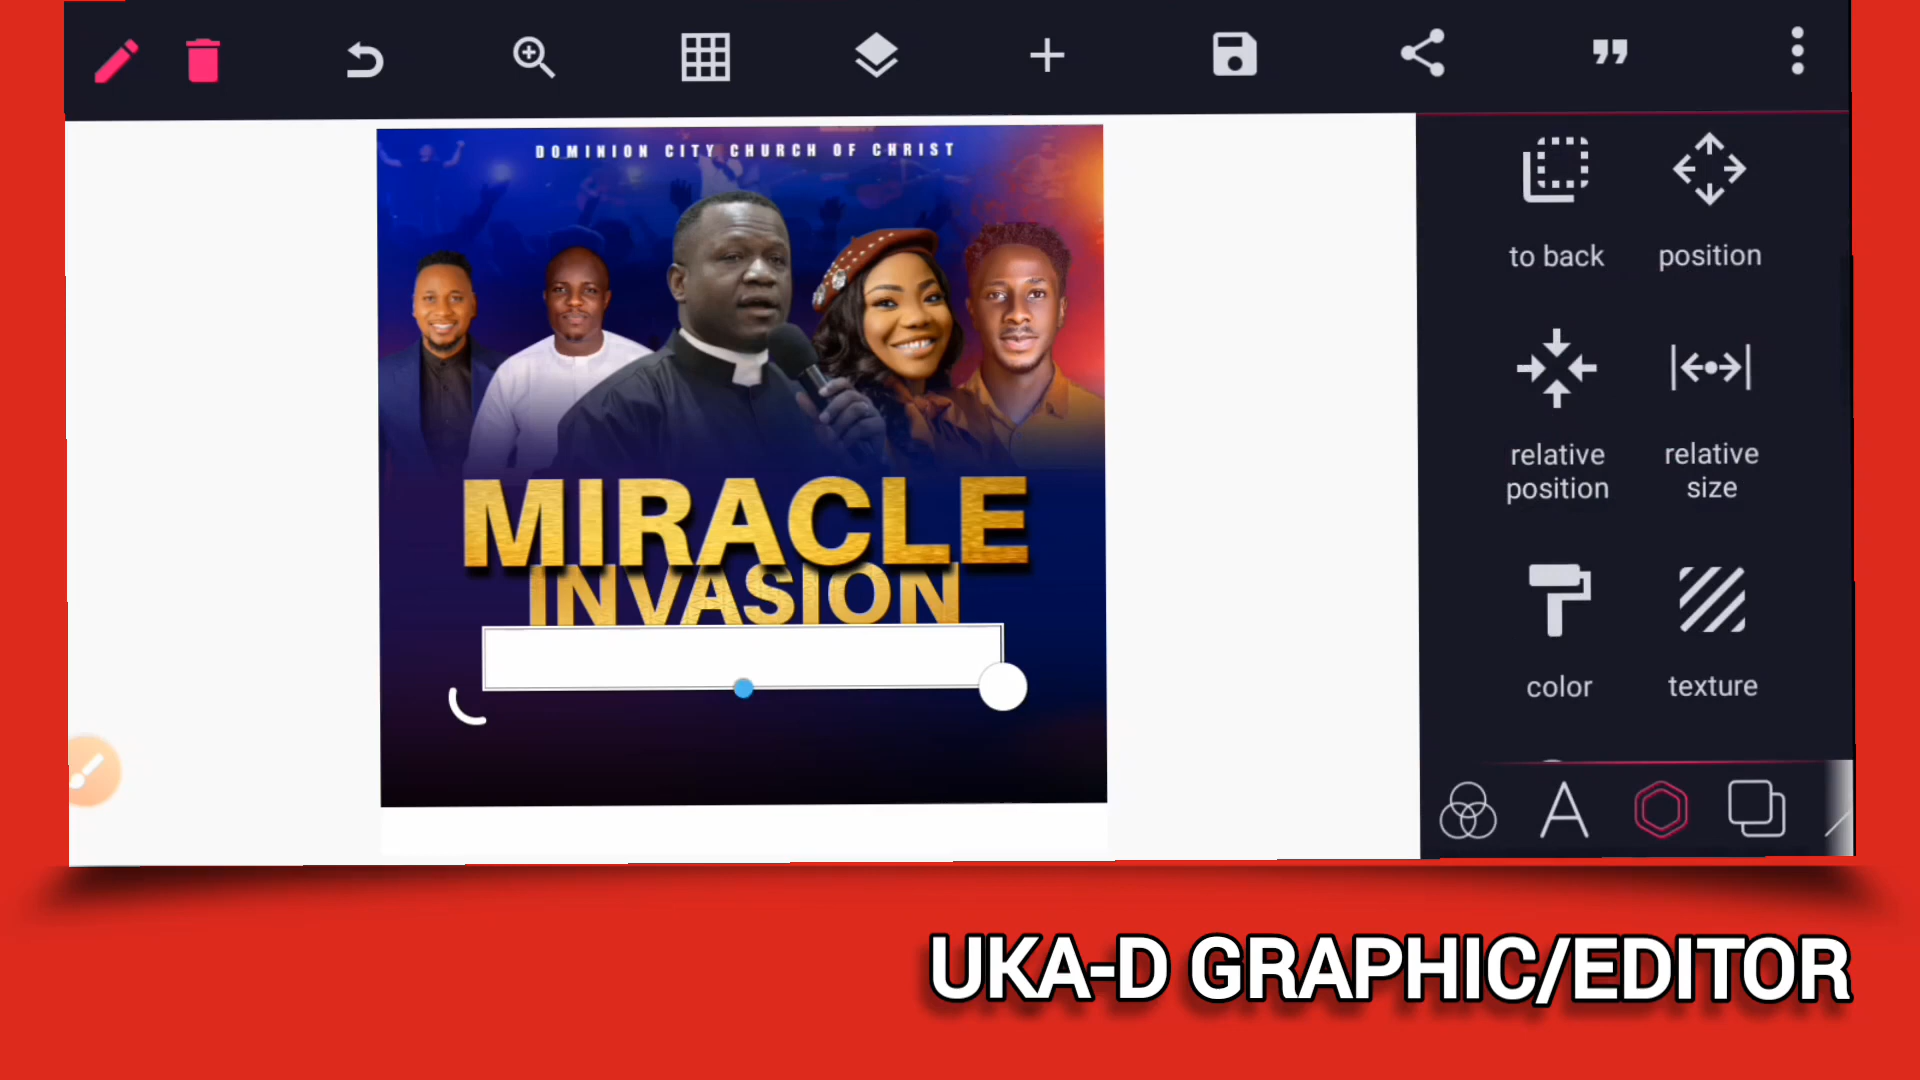 DOMINION CITY CHURCH OF CHRIST
MIRACLE
INVASION
to back
position
relative position
relative size
color
texture
UKA-D GRAPHIC/EDITOR